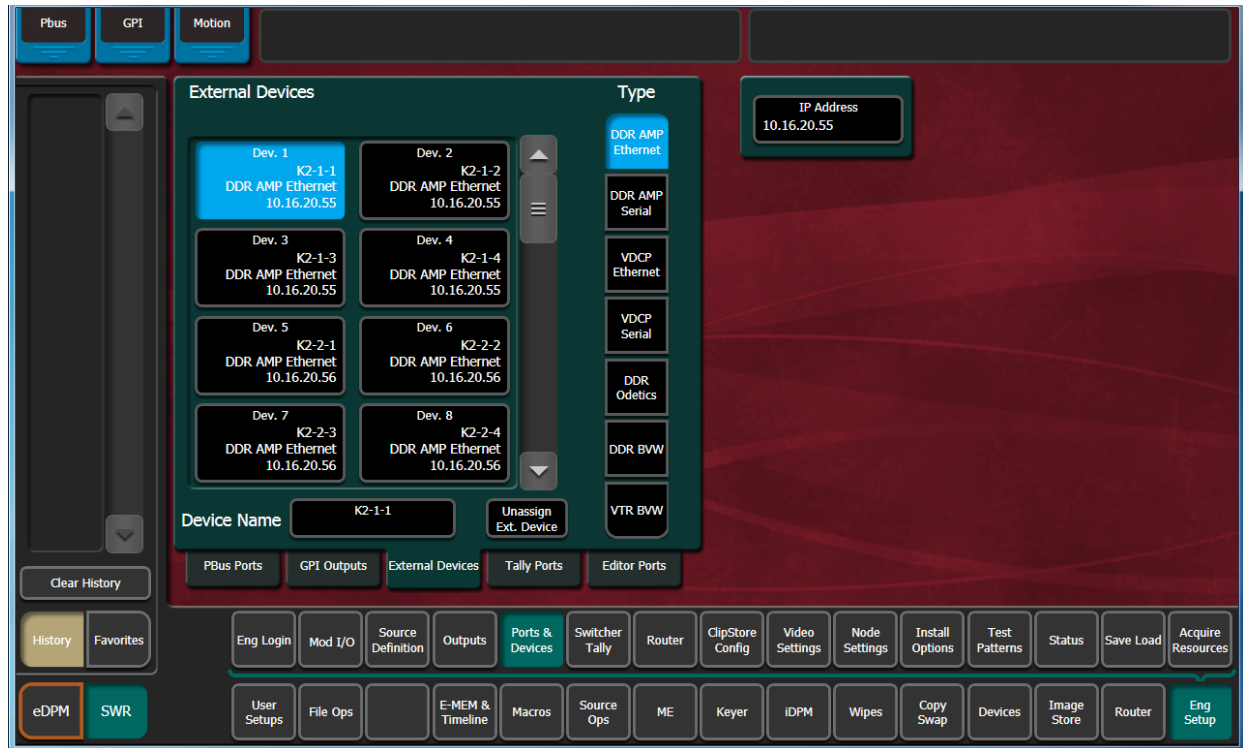 Pbus
GPI
Motion
External Devices
Type
IP Address
10.16.20.55
Dev. 1
K2-1-1
DDR AMP Ethernet
10.16.20.55
Dev. 2
K2-1-2
DDR AMP Ethernet
10.16.20.55
Dev. 3
K2-1-3
DDR AMP Ethernet
10.16.20.55
Dev. 4
K2-1-4
DDR AMP Ethernet
10.16.20.55
Dev. 5
K2-2-1
DDR AMP Ethernet
10.16.20.56
Dev. 6
K2-2-2
DDR AMP Ethernet
10.16.20.56
Dev. 7
K2-2-3
DDR AMP Ethernet
10.16.20.56
Dev. 8
K2-2-4
DDR AMP Ethernet
10.16.20.56
DDR AMP
Ethernet
DDR AMP
Serial
VDCP
Ethernet
VDCP
Serial
DDR
Odetics
DDR BVW
VTR BVW
Device Name
K2-1-1
Unassign
Ext. Device
PBus Ports
GPI Outputs
External Devices
Tally Ports
Editor Ports
Clear History
History
Favorites
Eng Login
Mod I/O
Source
Definition
Outputs
Ports &
Devices
Switcher
Tally
Router
ClipStore
Config
Video
Settings
Node
Settings
Install
Options
Test
Patterns
Status
Save Load
Acquire
Resources
eDPM
SWR
User
Setups
File Ops
E-MEM &
Timeline
Macros
Source
Ops
ME
Keyer
iDPM
Wipes
Copy
Swap
Devices
Image
Store
Router
Eng
Setup